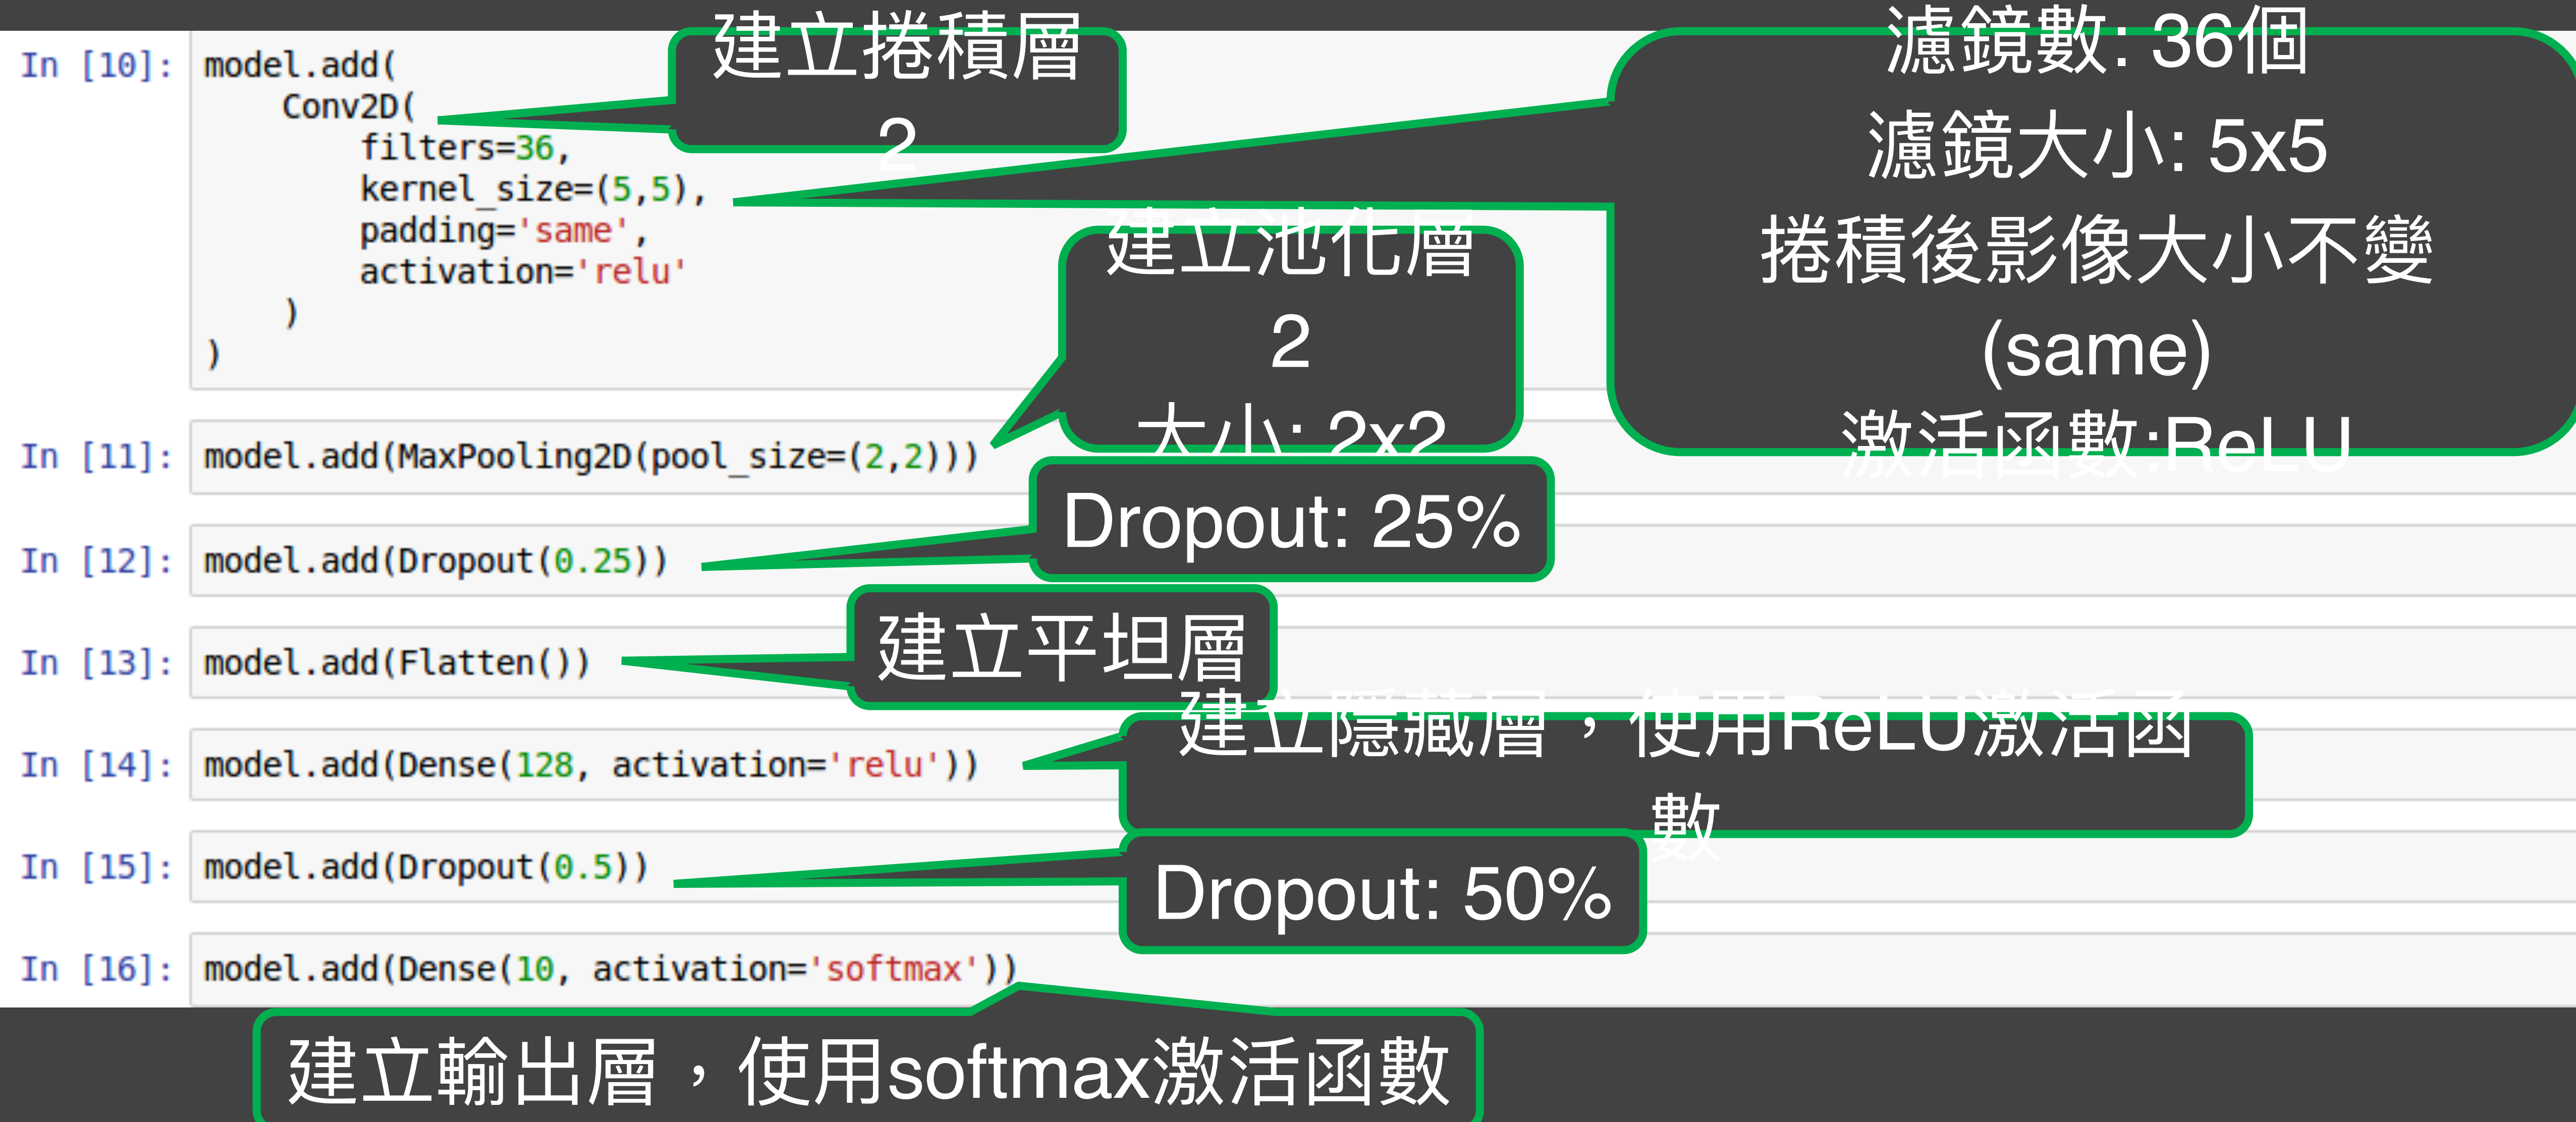 In [10]:
model.add(
Conv2D(
filters=36,
kernel_size=(5,5),
padding='same',
activation='relu'
)
)
建立捲積層
2
濾鏡數: 36個
濾鏡大小: 5x5
捲積後影像大小不變
(same)
激活函數:ReLU
建立池化層
2
大小: 2x2
In [11]:
model.add(MaxPooling2D(pool_size=(2,2)))
Dropout: 25%
In [12]:
model.add(Dropout(0.25))
建立平坦層
In [13]:
model.add(Flatten())
建立隱藏層，使用ReLU激活函
數
In [14]:
model.add(Dense(128, activation='relu'))
Dropout: 50%
In [15]:
model.add(Dropout(0.5))
In [16]:
model.add(Dense(10, activation='softmax'))
建立輸出層，使用softmax激活函數